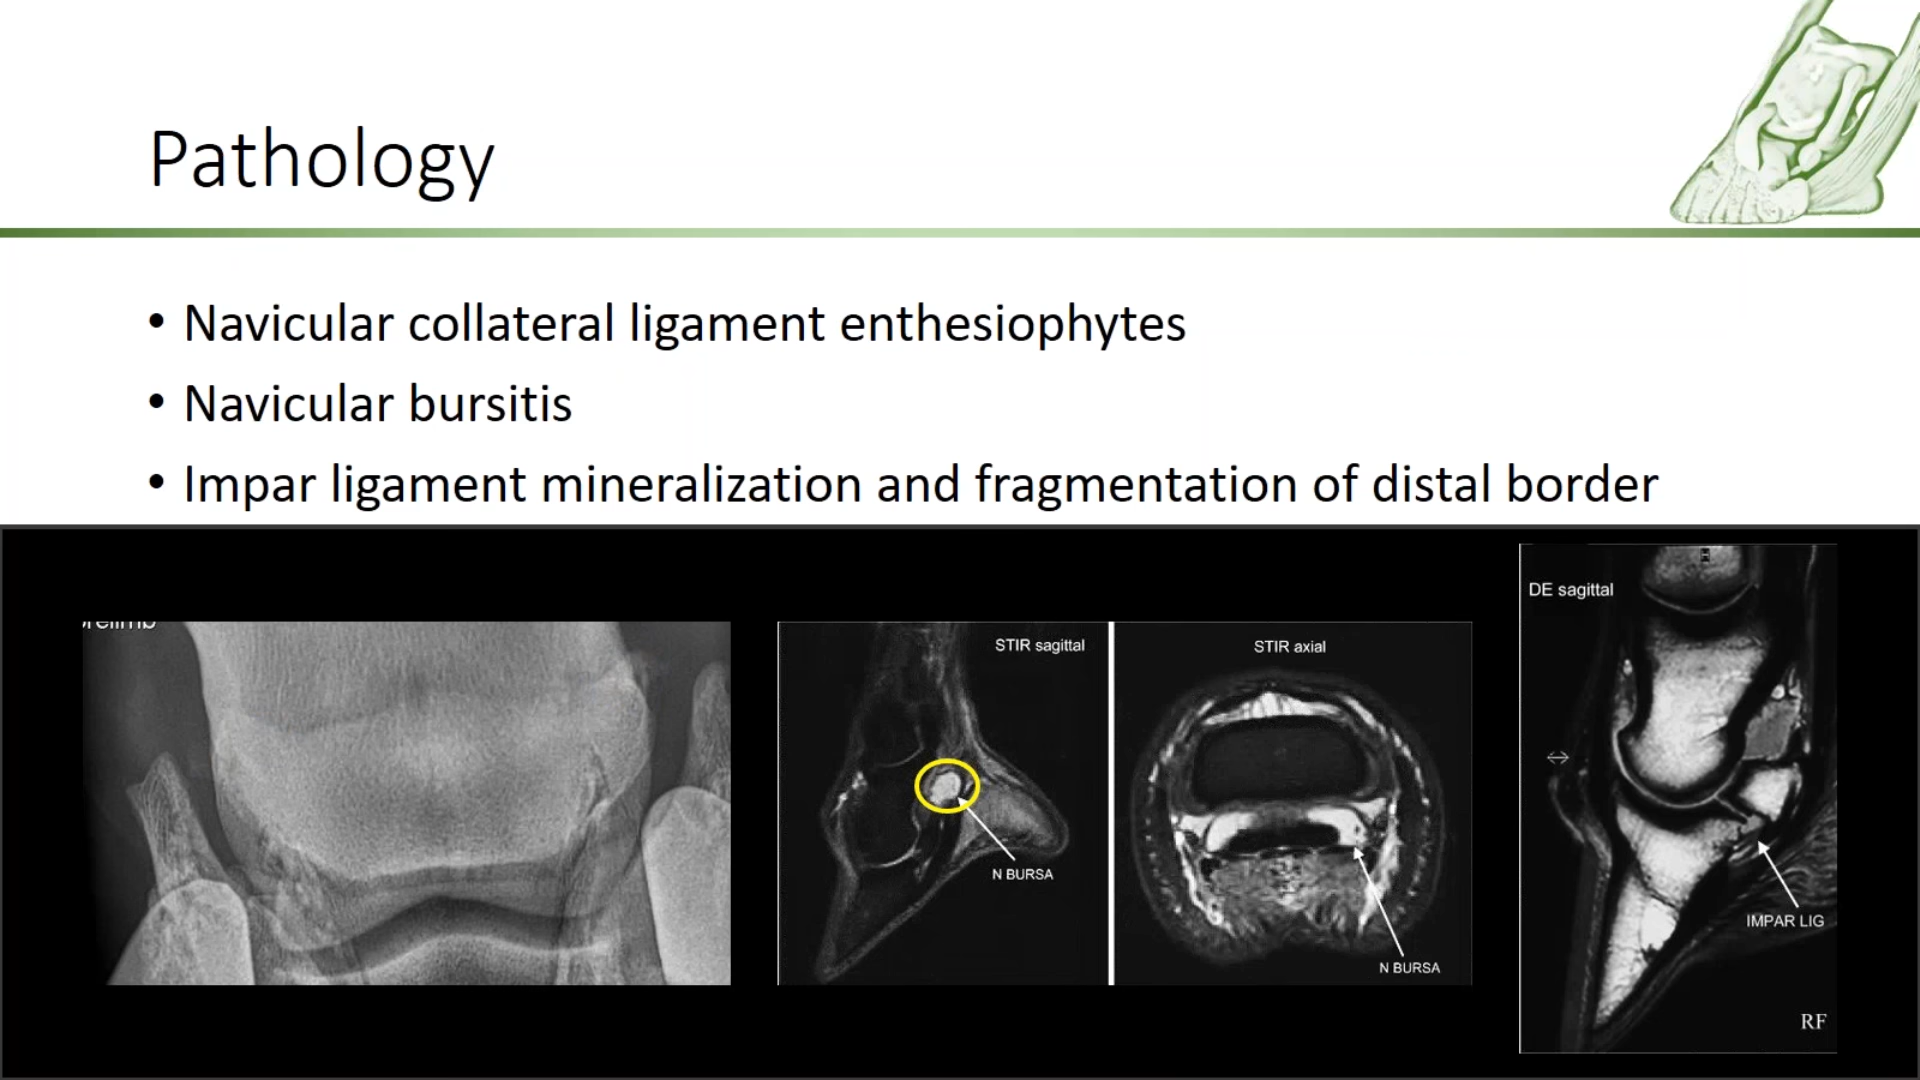 Pathology
• Navicular collateral ligament enthesiophytes
• Navicular bursitis
• Impar ligament mineralization and fragmentation of distal border
STIR sagittal
N BURSA
STIR axial
N BURSA
DE sagittal
H
IMPAR LIG
RF